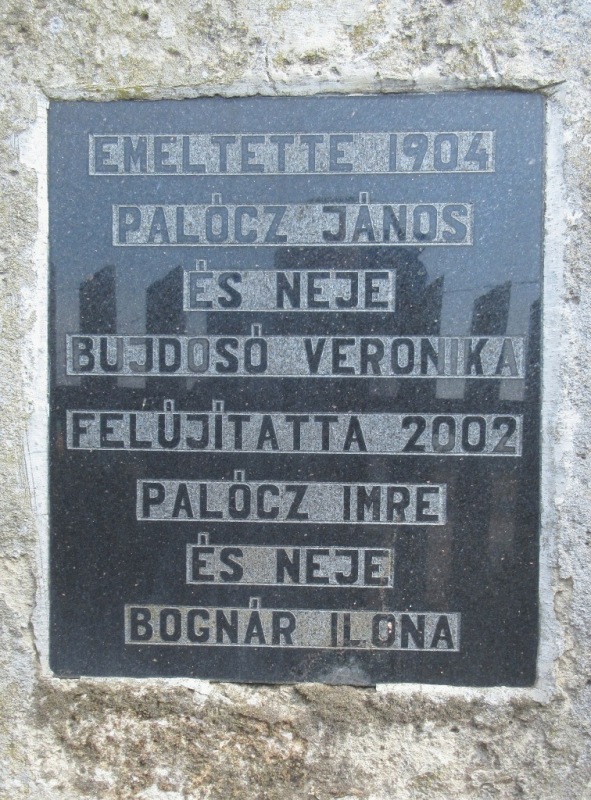 EMELTETTE 1904
PALÓCZ JÁNOS
ÉS NEJE
BUJDOSÓ VERONIKA
FELÚJÍTATTA 2002
PALÓCZ IMRE
ÉS NEJE
BOGNÁR ILONA